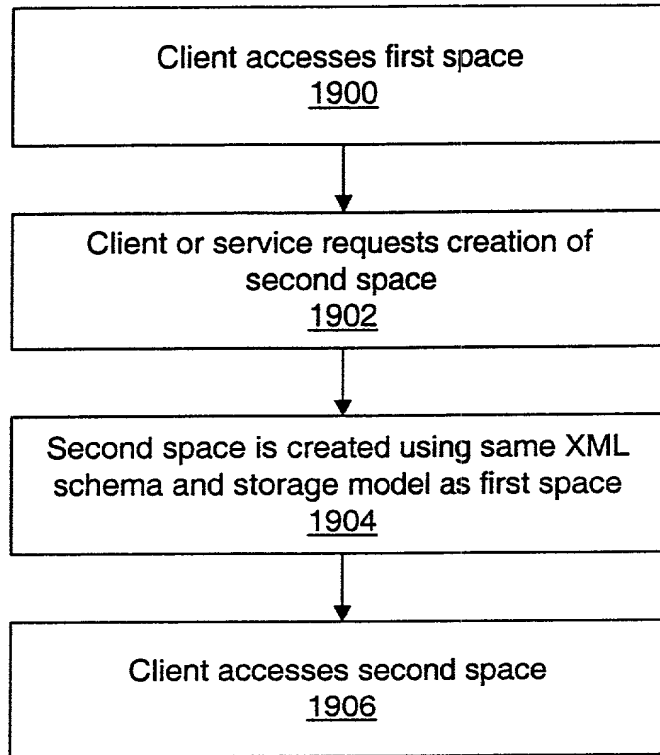 Client accesses first space
1900
Client or service requests creation of
second space
1902
Second space is created using same XML
schema and storage model as first space
1904
Client accesses second space
1906